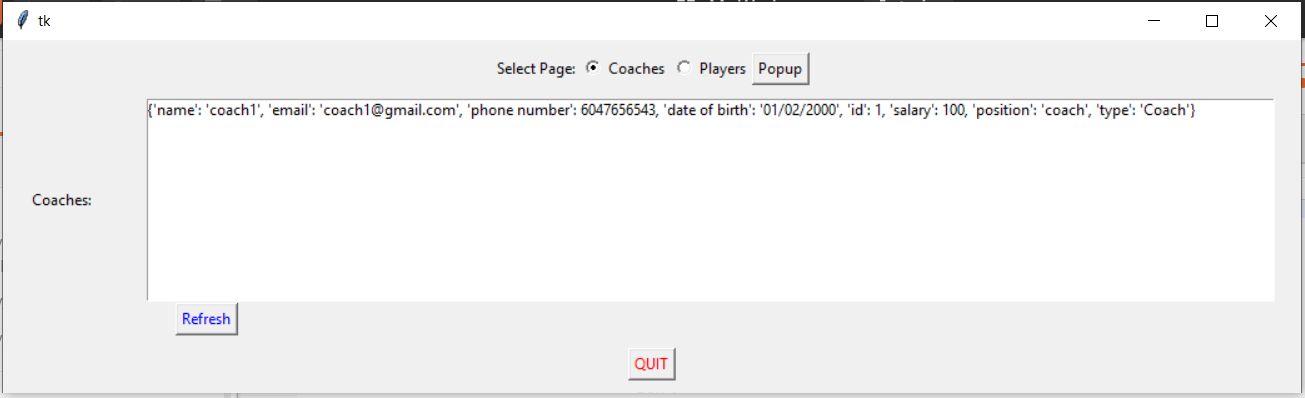 tk
Select Page: Coaches Players Popup
{'name': 'coach1', 'email': 'coach1@gmail.com', 'phone number': 6047656543, 'date of birth': '01/02/2000', 'id': 1, 'salary': 100, 'position': 'coach', 'type': 'Coach'}
Coaches:
Refresh
QUIT